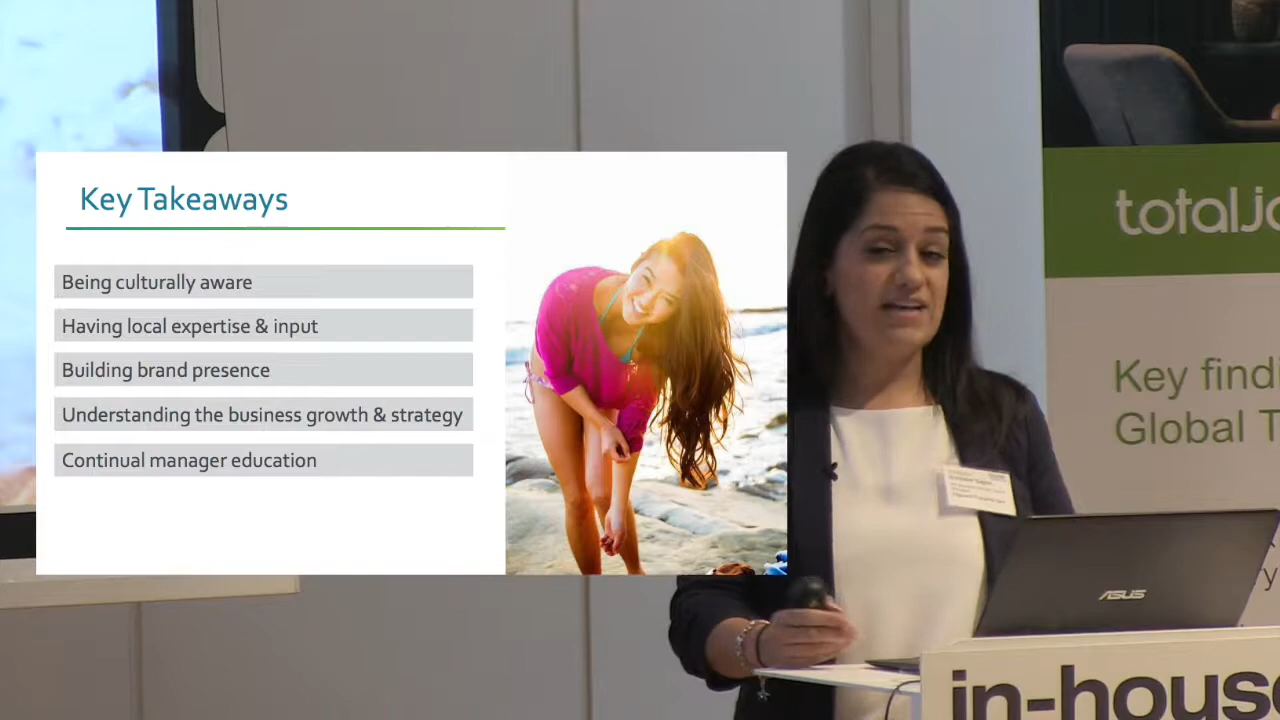 Key Takeaways
Being culturally aware
Having local expertise & input
Building brand presence
Understanding the business growth & strategy
Continual manager education
totaljo
Key findi
Global T
ASUS
in-house